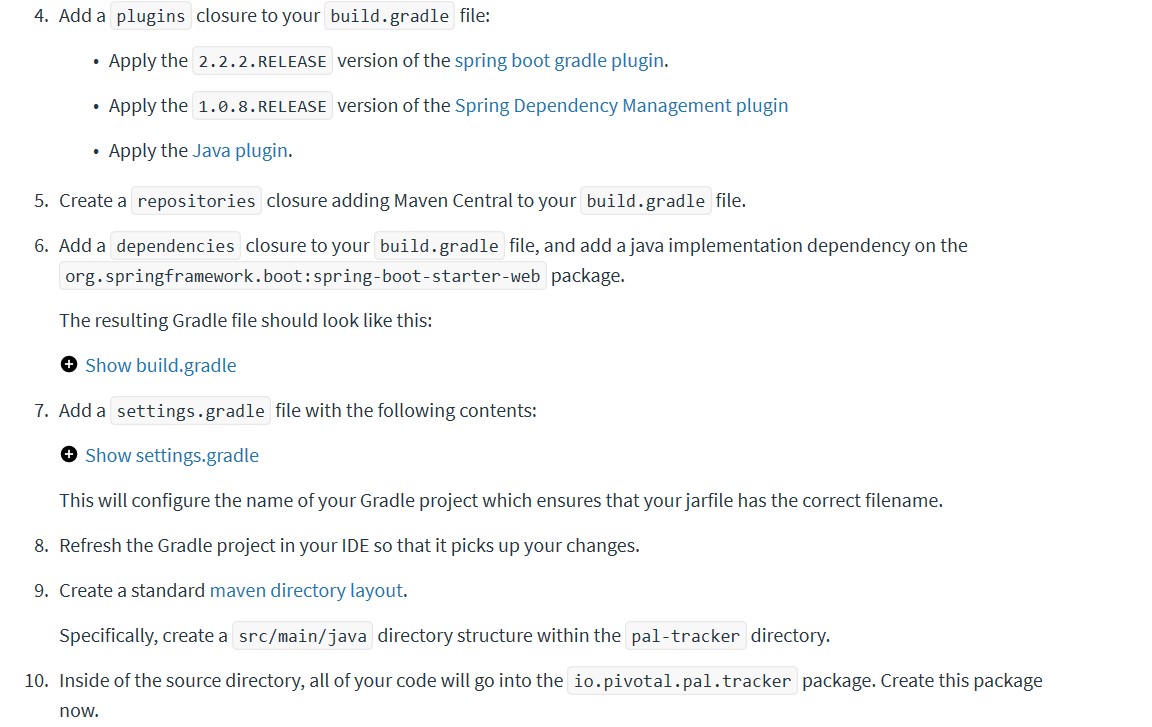 4. Add a plugins closure to your build.gradle file:
• Apply the 2.2.2.RELEASE version of the spring boot gradle plugin.
• Apply the 1.0.8.RELEASE version of the Spring Dependency Management plugin
• Apply the Java plugin.
5. Create a repositories closure adding Maven Central to your build.gradle file.
6. Add a dependencies closure to your build.gradle file, and add a java implementation dependency on the
org.springframework.boot:spring-boot-starter-web package.
The resulting Gradle file should look like this:
Show build.gradle
7. Add a settings.gradle file with the following contents:
Show settings.gradle
This will configure the name of your Gradle project which ensures that your jarfile has the correct filename.
8. Refresh the Gradle project in your IDE so that it picks up your changes.
9. Create a standard maven directory layout.
Specifically, create a src/main/java directory structure within the pal-tracker directory.
10. Inside of the source directory, all of your code will go into the io.pivotal.pal.tracker package. Create this package
now.